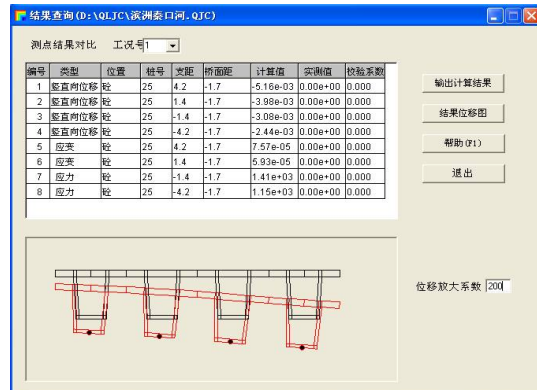 结果查询(D:\QLJC\滨洲秦口河.QJC)
测点结果对比 工况号1
编号 类型 位置 桩号 支距 桥面距 计算值 实测值 校验系数
1 竖直向位移 砼 25 4.2 -1.7 -5.16e-03 0.00e+00 0.000
2 竖直向位移 砼 25 1.4 -1.7 -3.98e-03 0.00e+00 0.000
3 竖直向位移 砼 25 -1.4 -1.7 -3.08e-03 0.00e+00 0.000
4 竖直向位移 砼 25 -4.2 -1.7 -2.44e-03 0.00e+00 0.000
5 应变 砼 25 4.2 -1.7 7.57e-05 0.00e+00 0.000
6 应变 砼 25 1.4 -1.7 5.93e-05 0.00e+00 0.000
7 应力 砼 25 -1.4 -1.7 1.41e+03 0.00e+00 0.000
8 应力 砼 25 -4.2 -1.7 1.15e+03 0.00e+00 0.000
输出计算结果
结果位移图
帮助(F1)
退出
位移放大系数 200